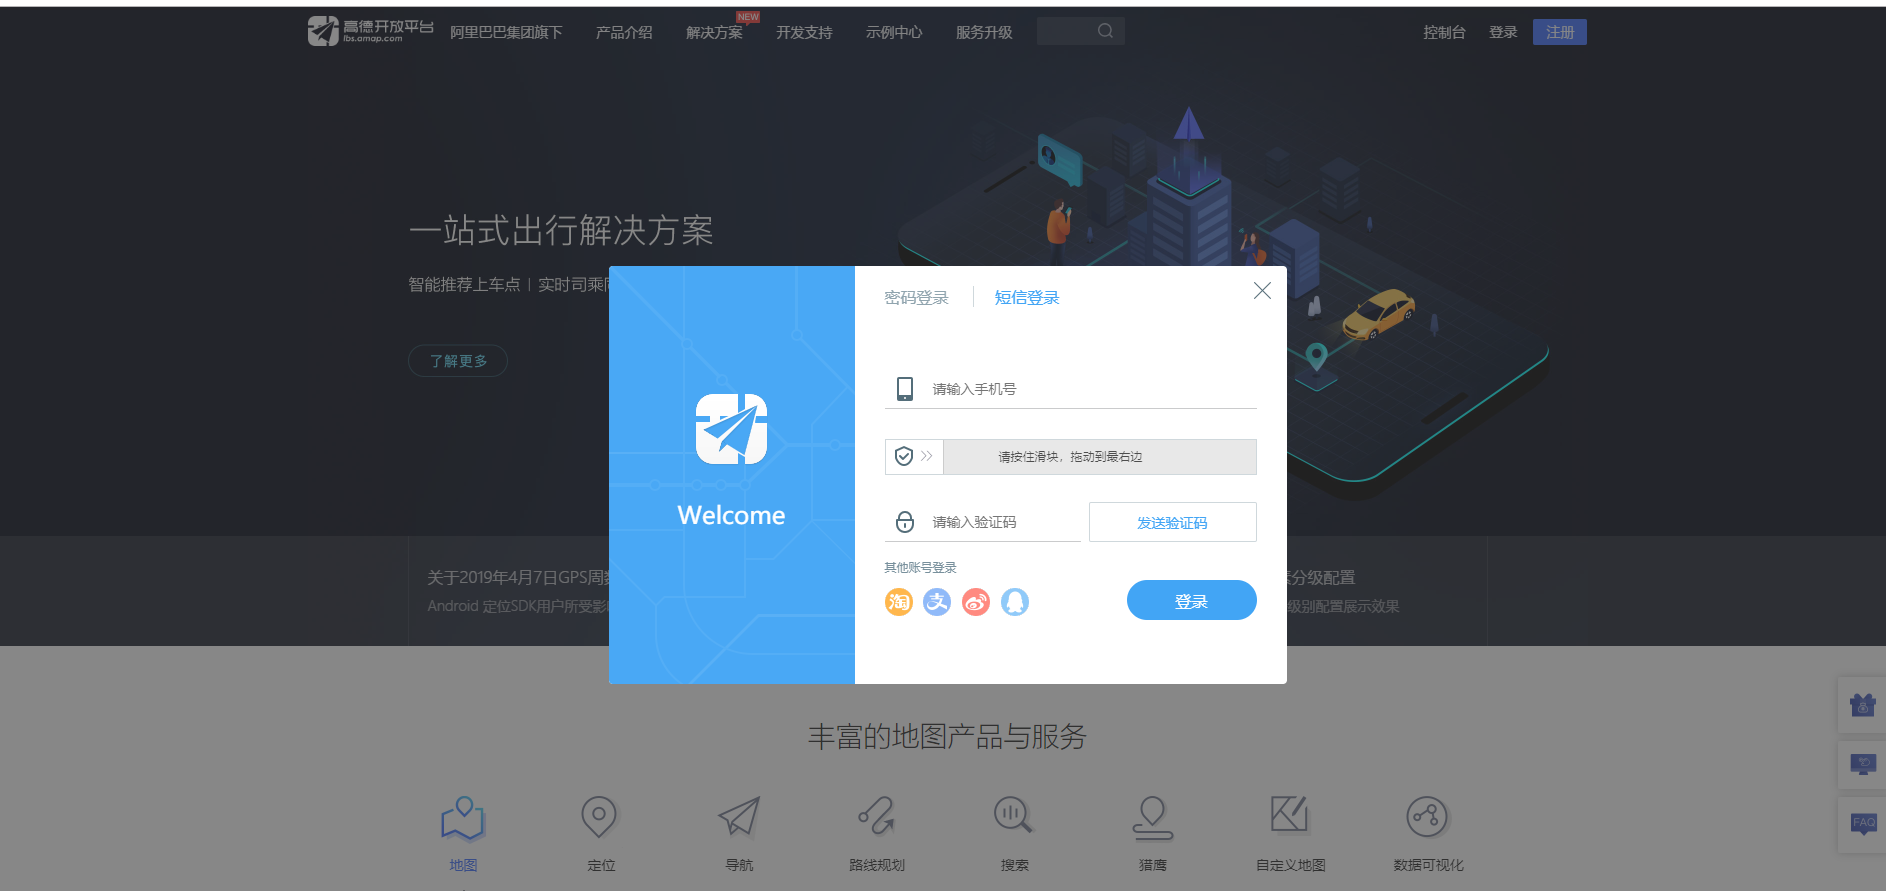 高德开放平台
lbs.amap.com
阿里巴巴集团旗下 产品介绍 解决方案 NEW 开发支持 示例中心 服务升级
控制台 登录 注册
一站式出行解决方案
智能推荐上车点 | 实时司乘同
了解更多
密码登录 短信登录
请输入手机号
请按住滑块，拖动到最右边
Welcome
请输入验证码 发送验证码
其他账号登录
淘 支
登录
关于2019年4月7日GPS周数
Android 定位SDK用户所受影
分级配置
级别配置展示效果
丰富的地图产品与服务
地图 定位 导航 路线规划 搜索 猎鹰 自定义地图 数据可视化
FAQ